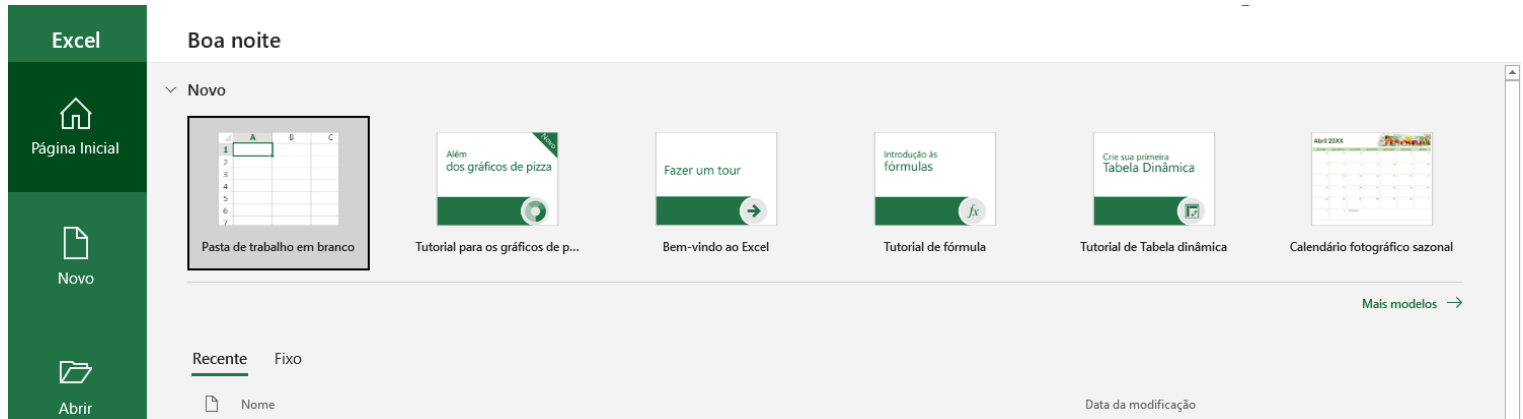 Excel
Boa noite
Página Inicial
Novo
Abrir
Novo
A B C
1
2
3
4
5
6
7
Pasta de trabalho em branco
Novo
Além
dos gráficos de pizza
Tutorial para os gráficos de p...
Fazer um tour
Bem-vindo ao Excel
Introdução às
fórmulas
fx
Tutorial de fórmula
Crie sua primeira
Tabela Dinâmica
Tutorial de Tabela dinâmica
Abril 20XX
Calendário fotográfico sazonal
Mais modelos
Recente Fixo
Nome Data da modificação